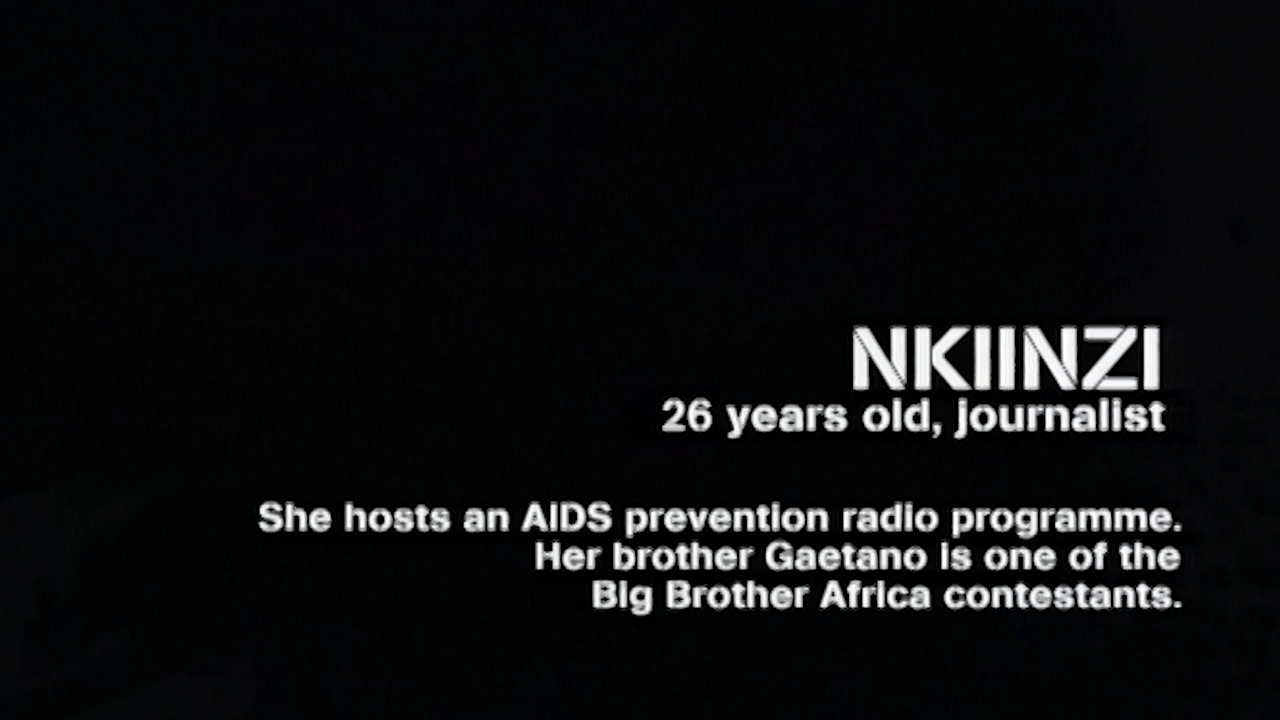 NKIINZI
26 years old, journalist
She hosts an AIDS prevention radio programme.
Her brother Gaetano is one of the
Big Brother Africa contestants.